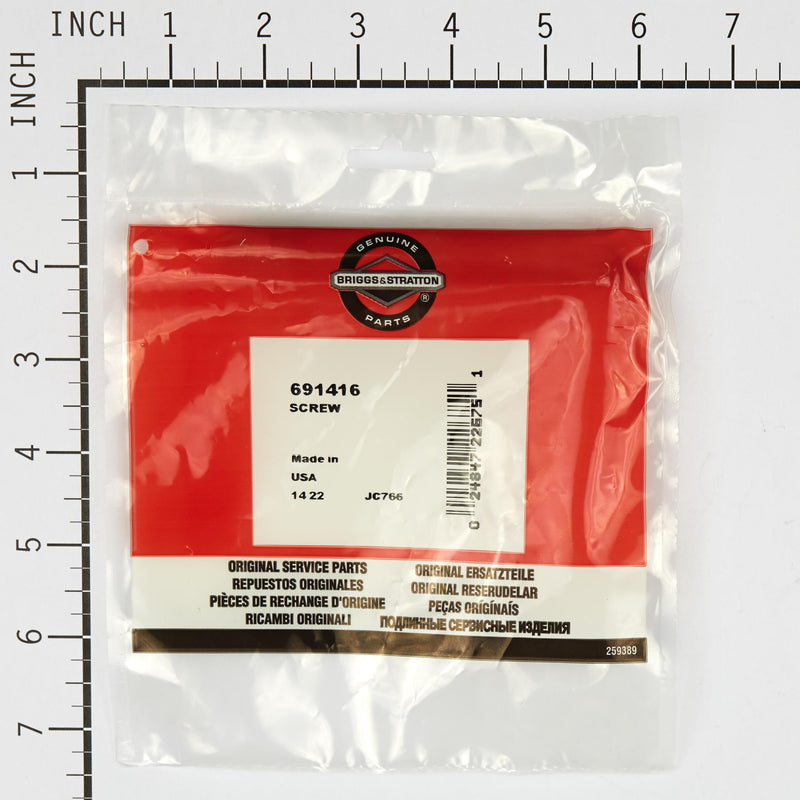 INCH 1 2 3 4 5 6 7
INCH
1
2
3
4
5
6
7
GENUINE
BRIGGS&STRATTON
®
PARTS
691416
SCREW
Made in
USA
14 22 JC766
0 24847 22675 1
ORIGINAL SERVICE PARTS
REPUESTOS ORIGINALES
PIÈCES DE RECHANGE D'ORIGINE
RICAMBI ORIGINALI
ORIGINAL ERSATZTEILE
ORIGINAL RESERUDELAR
PEÇAS ORÍGÍNAÍS
ПОДЛИННЫЕ СЕРВИСНЫЕ ИЗДЕЛИЯ
259389